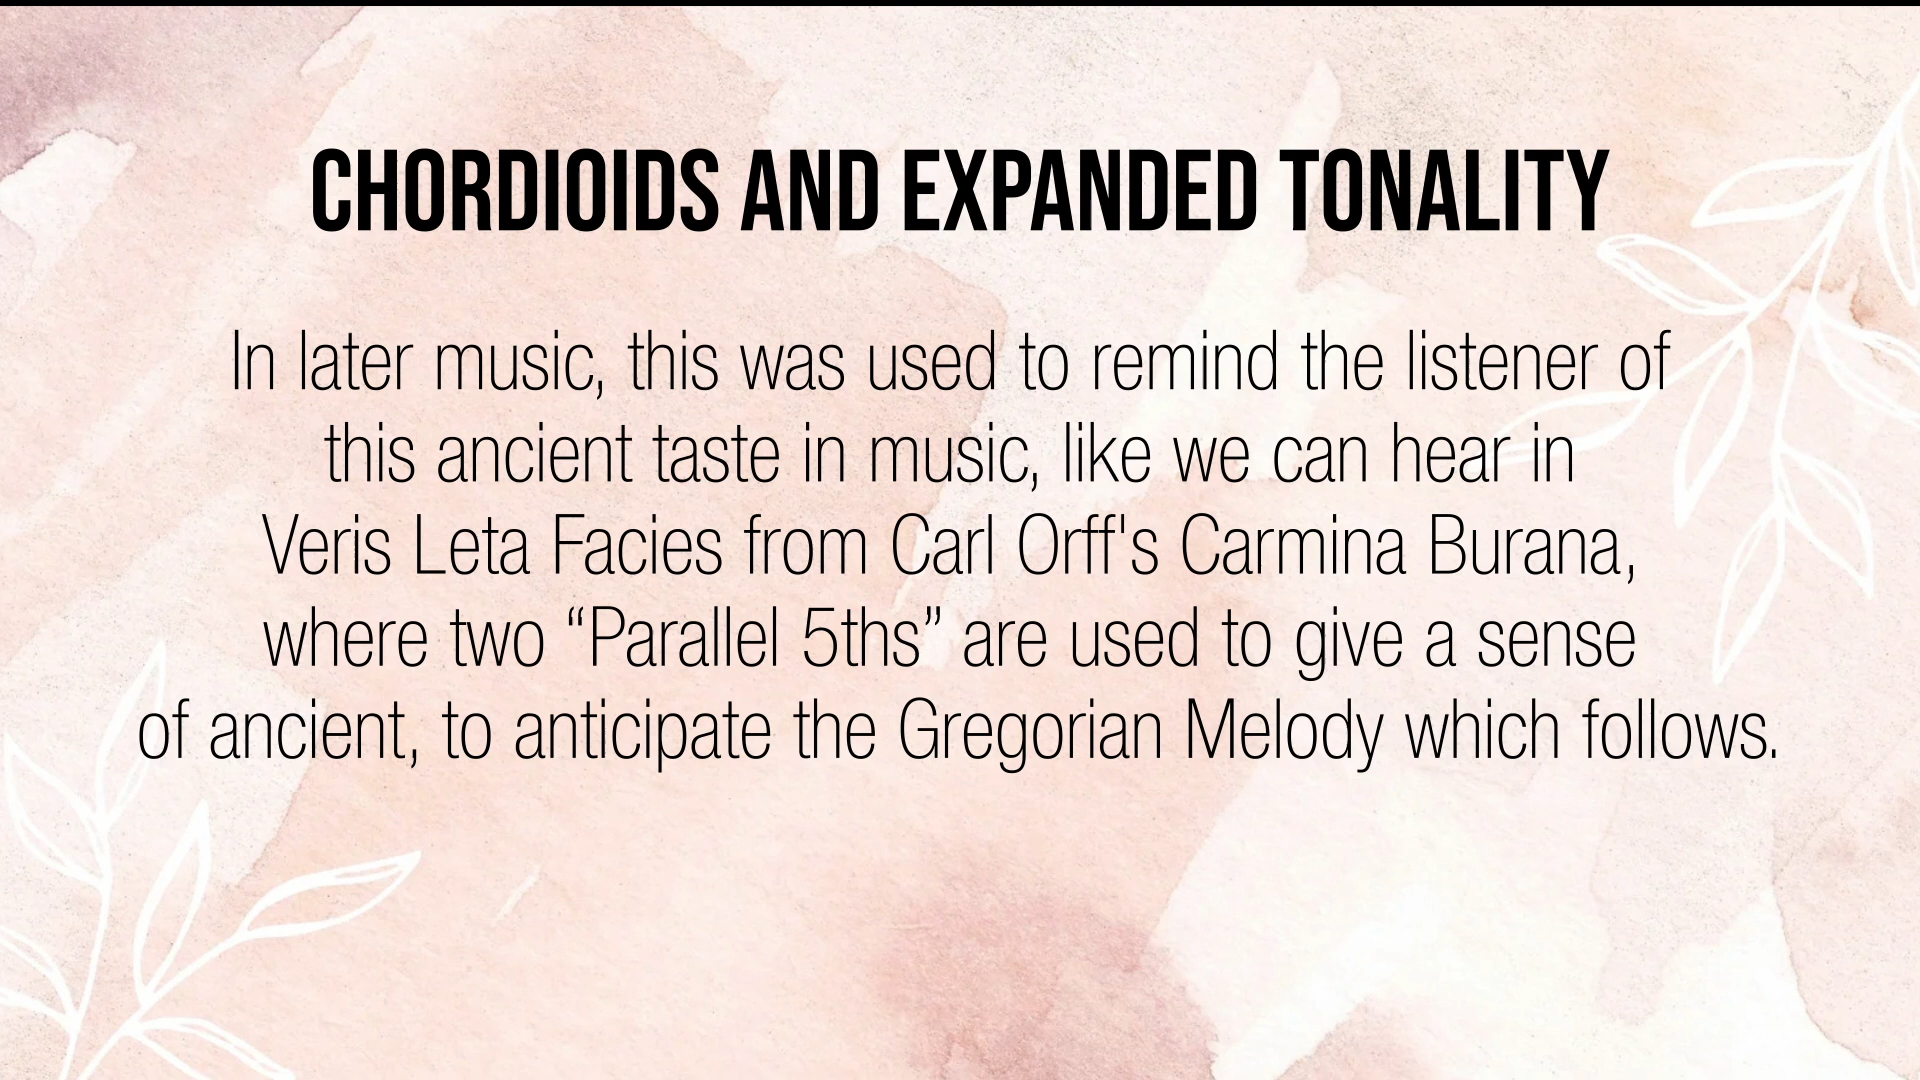 CHORDIOIDS AND EXPANDED TONALITY
In later music, this was used to remind the listener of
this ancient taste in music, like we can hear in
Veris Leta Facies from Carl Orff's Carmina Burana,
where two “Parallel 5ths” are used to give a sense
of ancient, to anticipate the Gregorian Melody which follows.